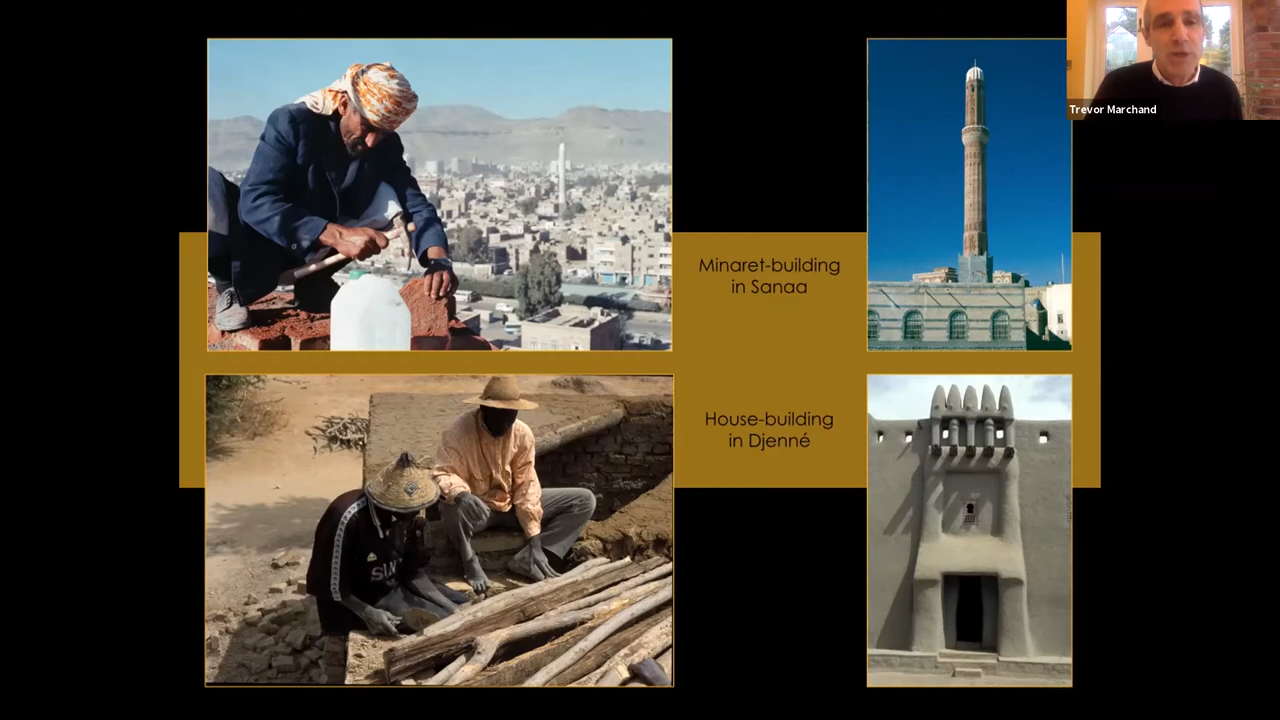 Trevor Marchand
Minaret-building
in Sanaa
House-building
in Djenné